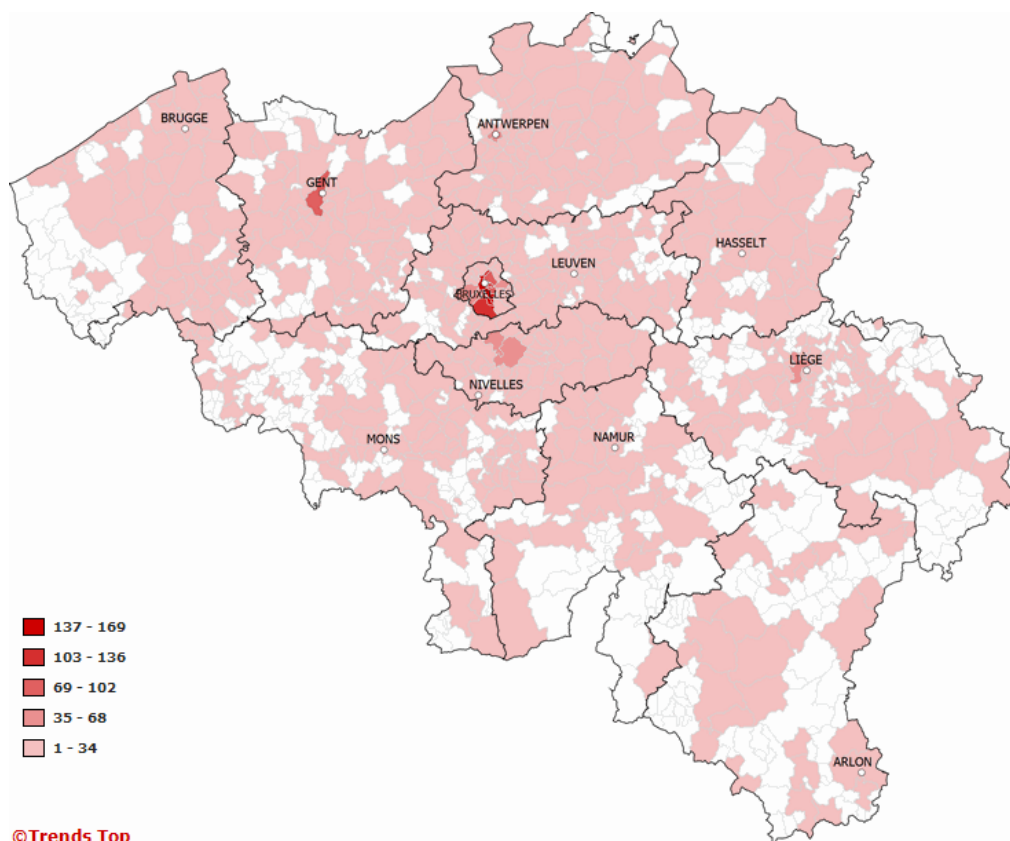 BRUGGE
ANTWERPEN
GENT
HASSELT
LEUVEN
BRUXELLES
LIÈGE
NIVELLES
MONS
NAMUR
137 - 169
103 - 136
69 - 102
35 - 68
1 - 34
ARLON
©Trends Top